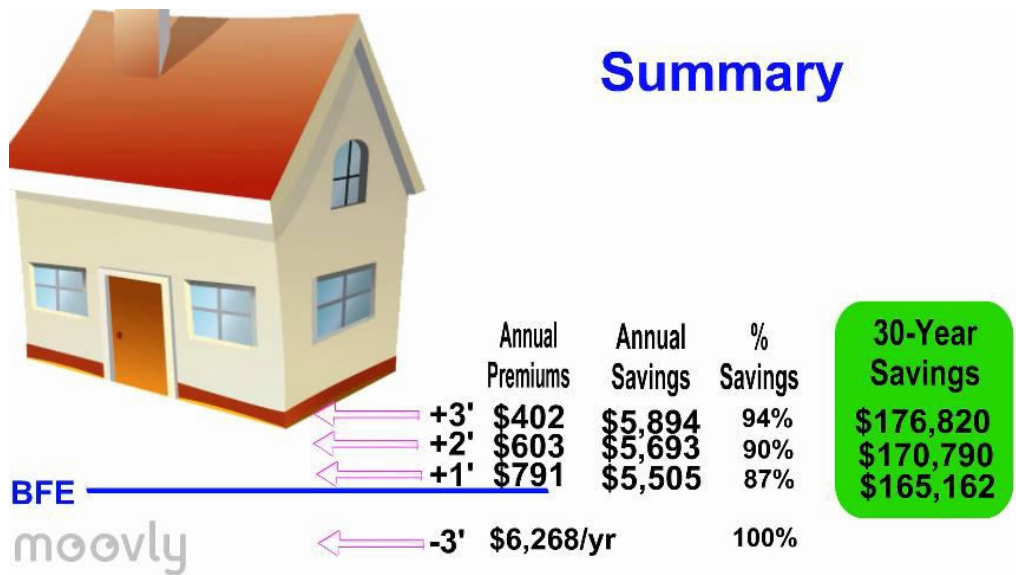 Summary
Annual Premiums Annual Savings % Savings 30-Year Savings
+3' $402 $5,894 94% $176,820
+2' $603 $5,693 90% $170,790
+1' $791 $5,505 87% $165,162
BFE
-3' $6,268/yr 100%
moovly